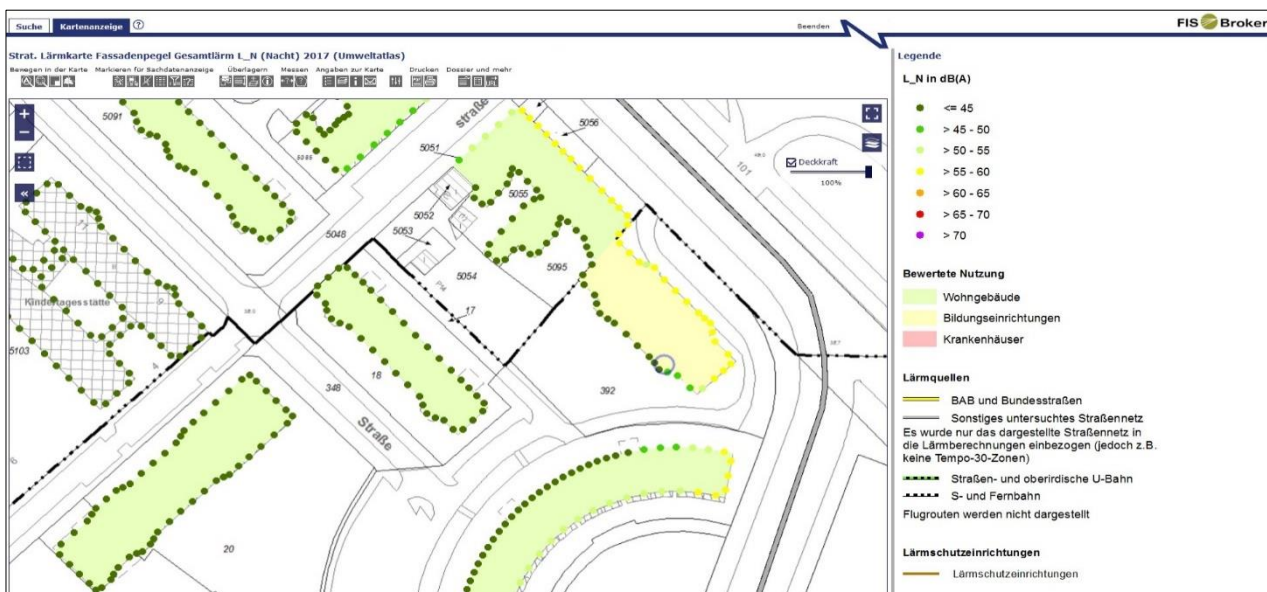 Suche Kartenanzeige ?
Beenden
FIS Broker
Strat. Lärmkarte Fassadenpegel Gesamtlärm L_N (Nacht) 2017 (Umweltatlas)
Bewegen in der Karte Markieren für Sachdatenanzeige Überlagern Messen Angaben zur Karte Drucken Dossier und mehr
+
−
«
Deckkraft
100%
5091
5085
straße
5056
5051
101
5052
5055
5053
5048
5054
5095
11
9
Kindertagesstätte
17
5103
4
348
18
392
Straße
6
20
Legende
L_N in dB(A)
<= 45
> 45 - 50
> 50 - 55
> 55 - 60
> 60 - 65
> 65 - 70
> 70
Bewertete Nutzung
Wohngebäude
Bildungseinrichtungen
Krankenhäuser
Lärmquellen
BAB und Bundesstraßen
Sonstiges untersuchtes Straßennetz
Es wurde nur das dargestellte Straßennetz in
die Lärmberechnungen einbezogen (jedoch z.B.
keine Tempo-30-Zonen)
Straßen- und oberirdische U-Bahn
S- und Fernbahn
Flugrouten werden nicht dargestellt
Lärmschutzeinrichtungen
Lärmschutzeinrichtungen